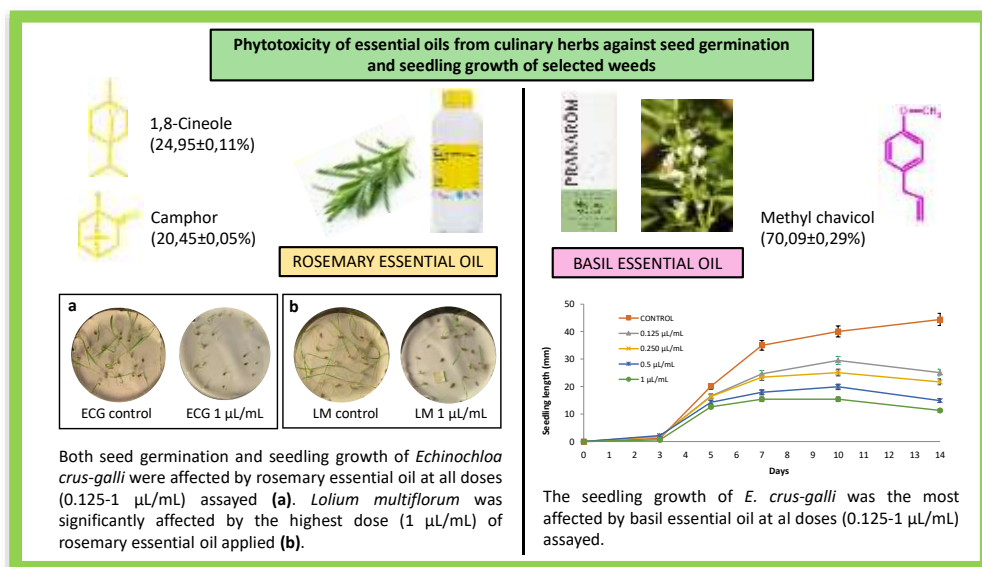 Phytotoxicity of essential oils from culinary herbs against seed germination
and seedling growth of selected weeds
1,8-Cineole
(24,95±0,11%)
Camphor
(20,45±0,05%)
ROSEMARY ESSENTIAL OIL
a
ECG control
ECG 1 µL/mL
b
LM control
LM 1 µL/mL
Both seed germination and seedling growth of Echinochloa
crus-galli were affected by rosemary essential oil at all doses
(0.125-1 µL/mL) assayed (a). Lolium multiflorum was
significantly affected by the highest dose (1 µL/mL) of
rosemary essential oil applied (b).
PRANARŌM
O—CH3
Methyl chavicol
(70,09±0,29%)
BASIL ESSENTIAL OIL
50
40
30
20
10
0
Seedling length (mm)
CONTROL
0.125 µL/mL
0.250 µL/mL
0.5 µL/mL
1 µL/mL
0 1 2 3 4 5 6 7 8 9 10 11 12 13 14
Days
The seedling growth of E. crus-galli was the most
affected by basil essential oil at al doses (0.125-1 µL/mL)
assayed.